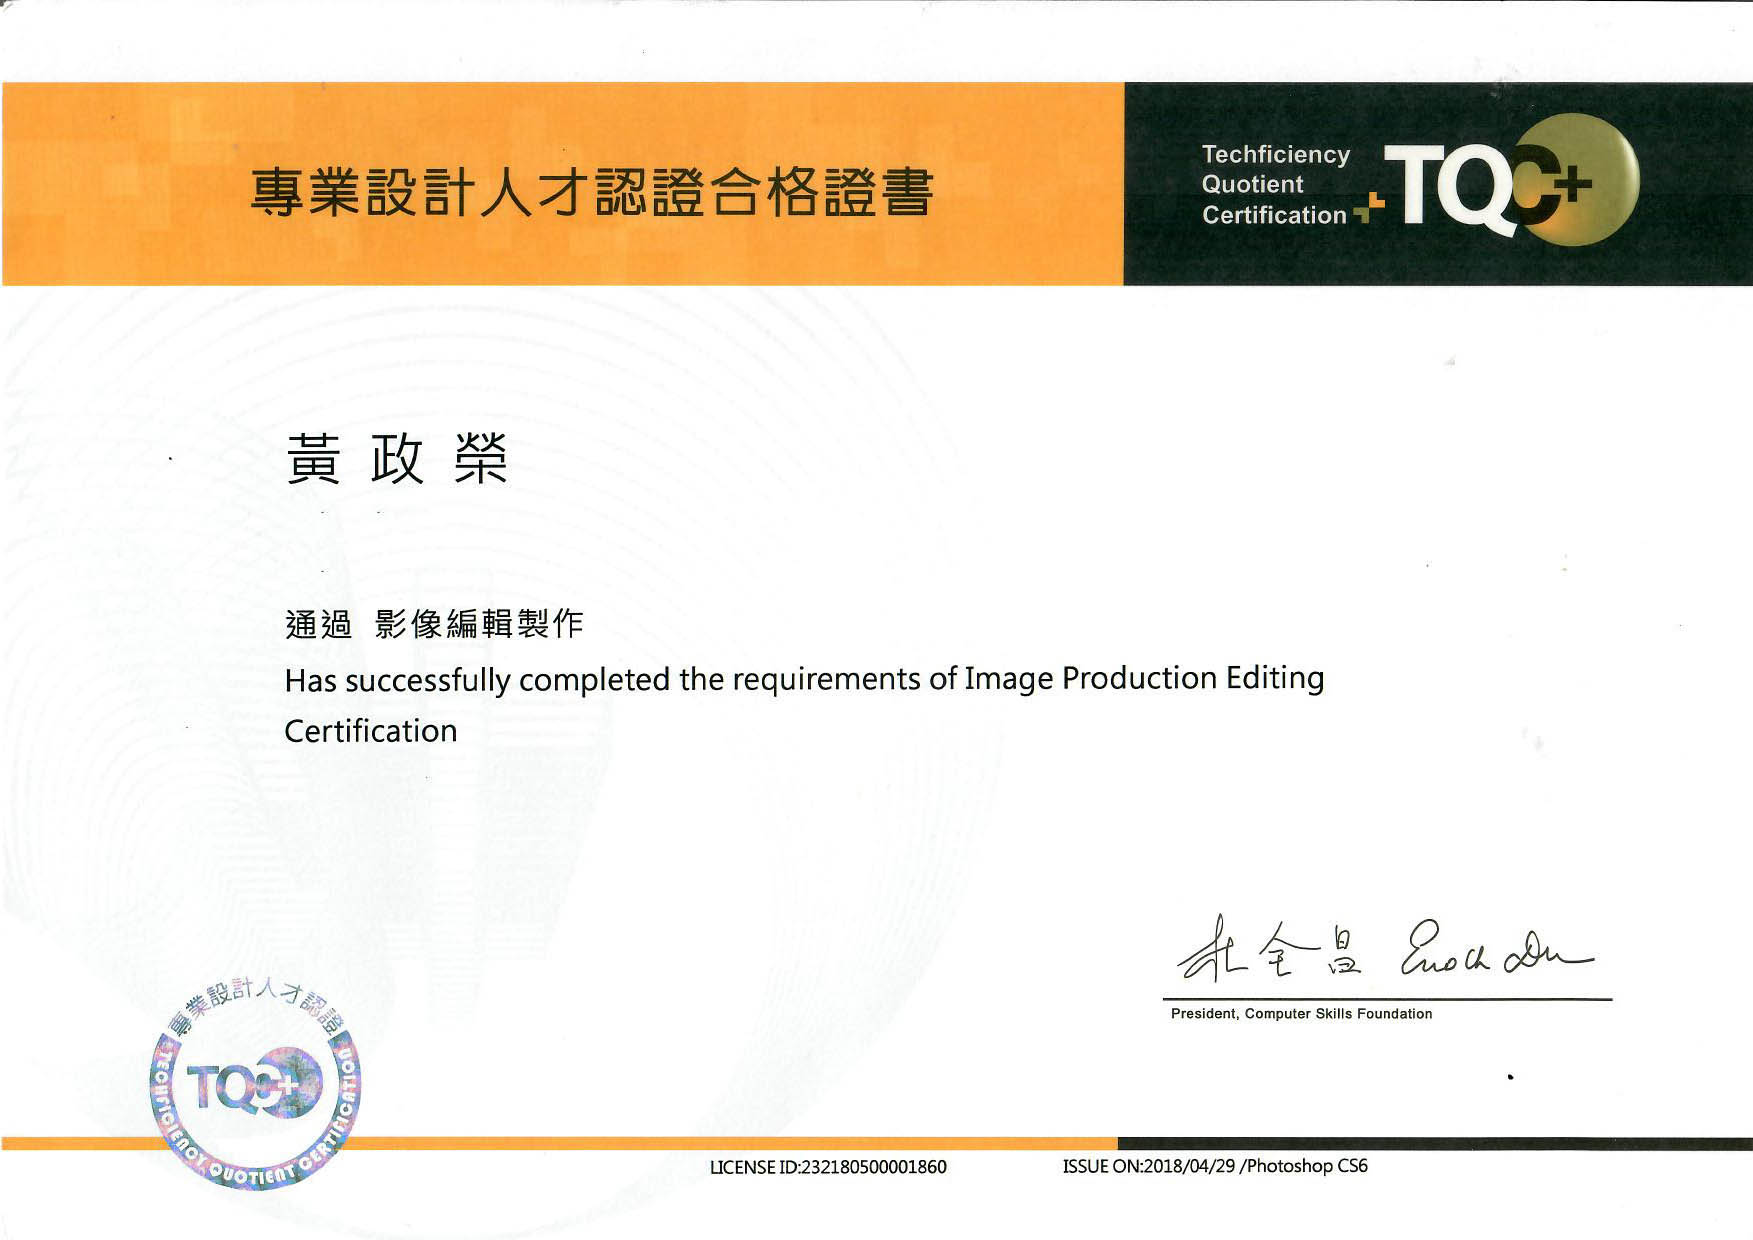 專業設計人才認證合格證書
Techficiency
Quotient
Certification
TQC+
黃政榮
通過 影像編輯製作
Has successfully completed the requirements of Image Production Editing
Certification
杜全昌 Enoch Du
President, Computer Skills Foundation
專業設計人才認證
TQC+
TECHFICIENCY QUOTIENT CERTIFICATION
LICENSE ID:232180500001860
ISSUE ON:2018/04/29 /Photoshop CS6